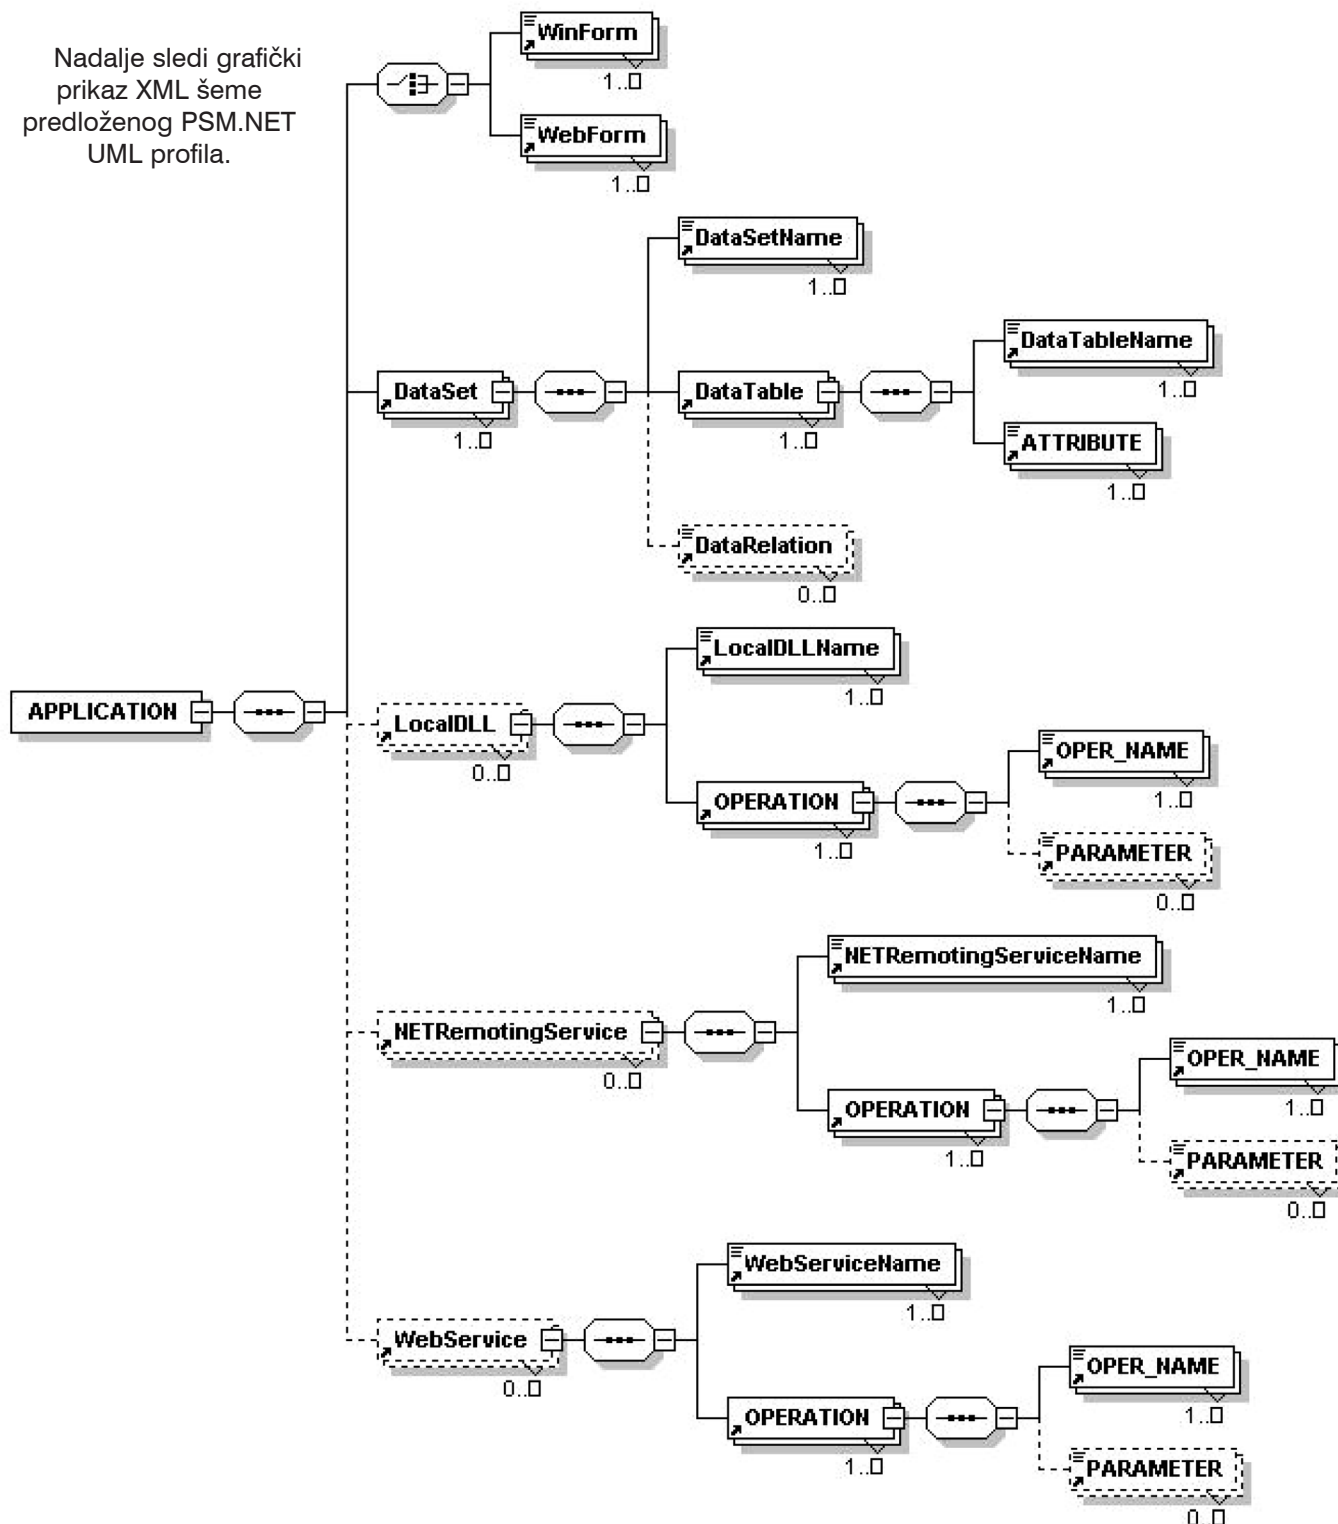 Nadalje sledi grafički
prikaz XML šeme
predloženog PSM.NET
UML profila.
WinForm
1..□
WebForm
1..□
DataSetName
1..□
DataTableName
1..□
DataSet
1..□
DataTable
1..□
ATTRIBUTE
1..□
DataRelation
0..□
LocalDLLName
1..□
APPLICATION
LocalDLL
0..□
OPER_NAME
1..□
OPERATION
1..□
PARAMETER
0..□
NETRemotingServiceName
1..□
NETRemotingService
0..□
OPER_NAME
1..□
OPERATION
1..□
PARAMETER
0..□
WebServiceName
1..□
WebService
0..□
OPER_NAME
1..□
OPERATION
1..□
PARAMETER
0..□